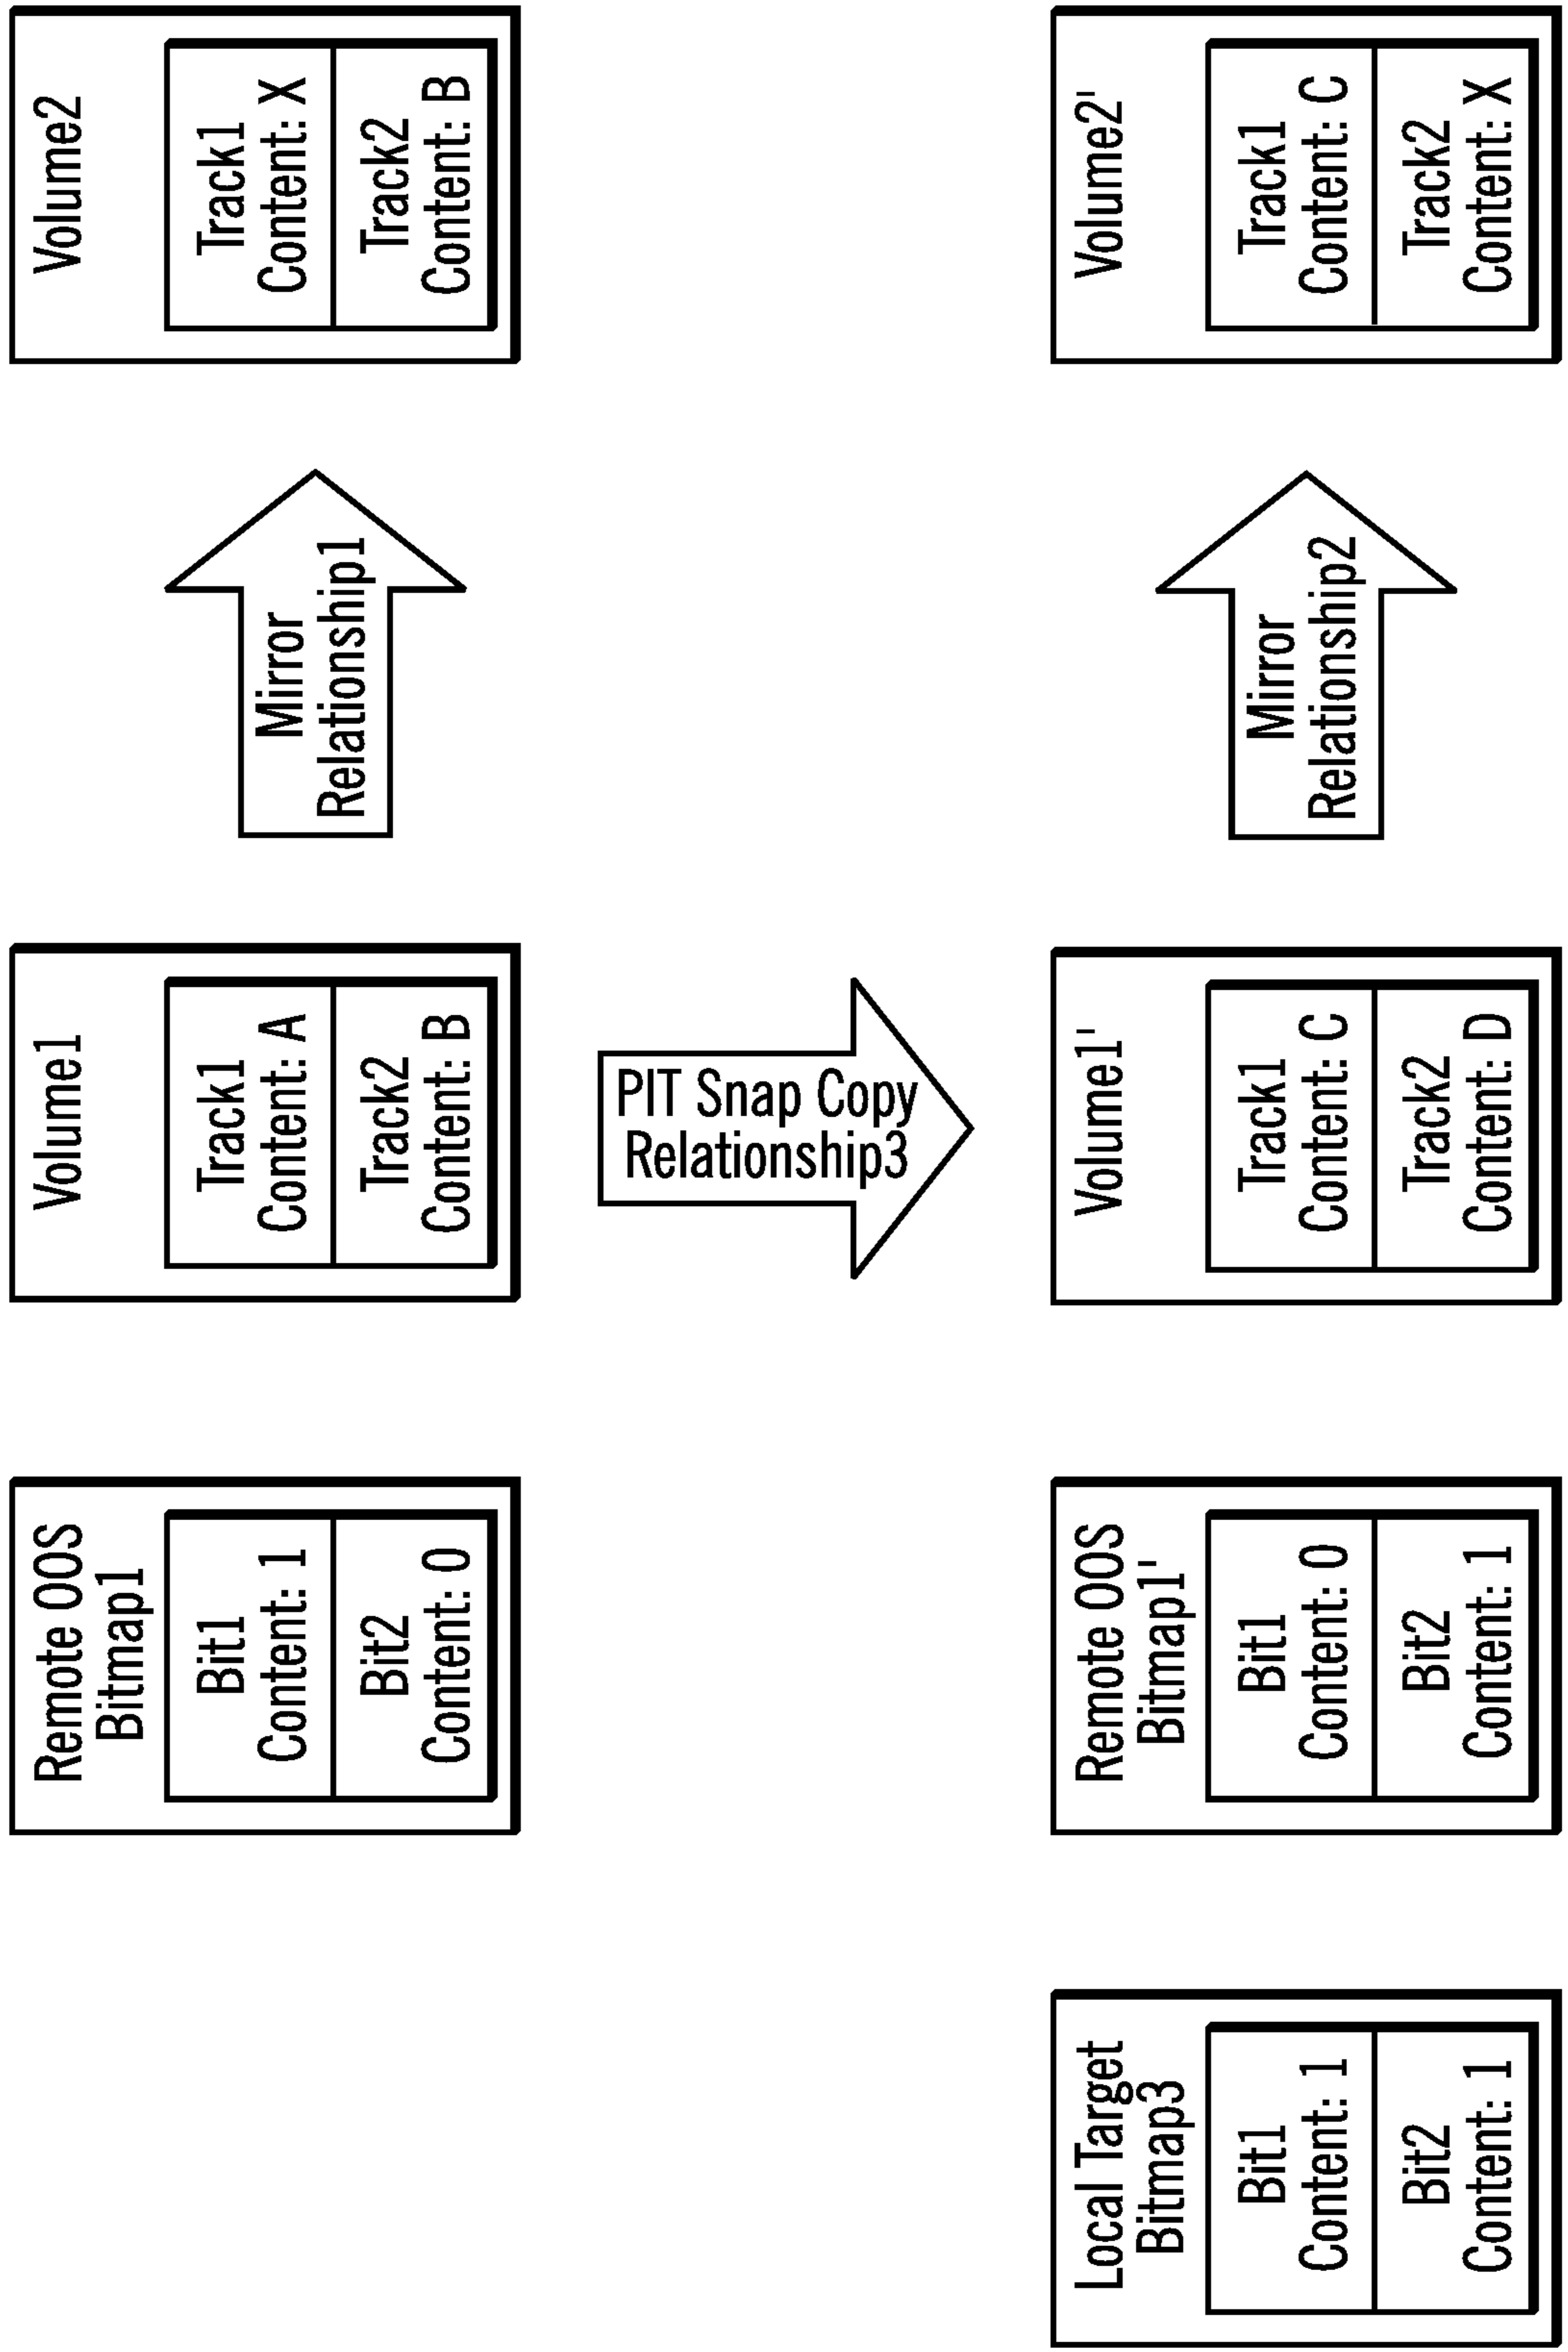 Remote OOS
Bitmap1
Bit1
Content: 1
Bit2
Content: 0
Volume1
Track1
Content: A
Track2
Content: B
Mirror
Relationship1
Volume2
Track1
Content: X
Track2
Content: B
PIT Snap Copy
Relationship3
Local Target
Bitmap3
Bit1
Content: 1
Bit2
Content: 1
Remote OOS
Bitmap1'
Bit1
Content: 0
Bit2
Content: 1
Volume1'
Track1
Content: C
Track2
Content: D
Mirror
Relationship2
Volume2'
Track1
Content: C
Track2
Content: X